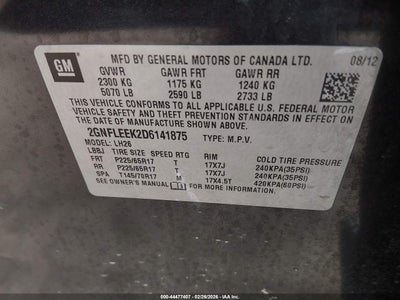 GM
MFD BY GENERAL MOTORS OF CANADA LTD. 08/12
GVWR GAWR FRT GAWR RR
2300 KG 1175 KG 1240 KG
5070 LB 2590 LB 2733 LB
THIS VEHICLE CONFORMS TO ALL APPLICABLE U.S. FEDERAL MOTOR
VEHICLE SAFETY AND THEFT PREVENTION STANDARDS IN EFFECT ON THE
DATE OF MANUFACTURE SHOWN ABOVE.
2GNFLEEK2D6141875 TYPE: M.P.V.
MODEL: LH26
LBBJ TIRE SIZE SPEED RTG RIM COLD TIRE PRESSURE
FRT P225/65R17 T 17X7J 240KPA(35PSI)
RR P225/65R17 T 17X7J 240KPA(35PSI)
SPA T145/70R17 M 17X4.5T 420KPA(60PSI)
SEE OWNER'S MANUAL FOR MORE INFORMATION
000-44477407 - 02/26/2026 - IAA Inc.